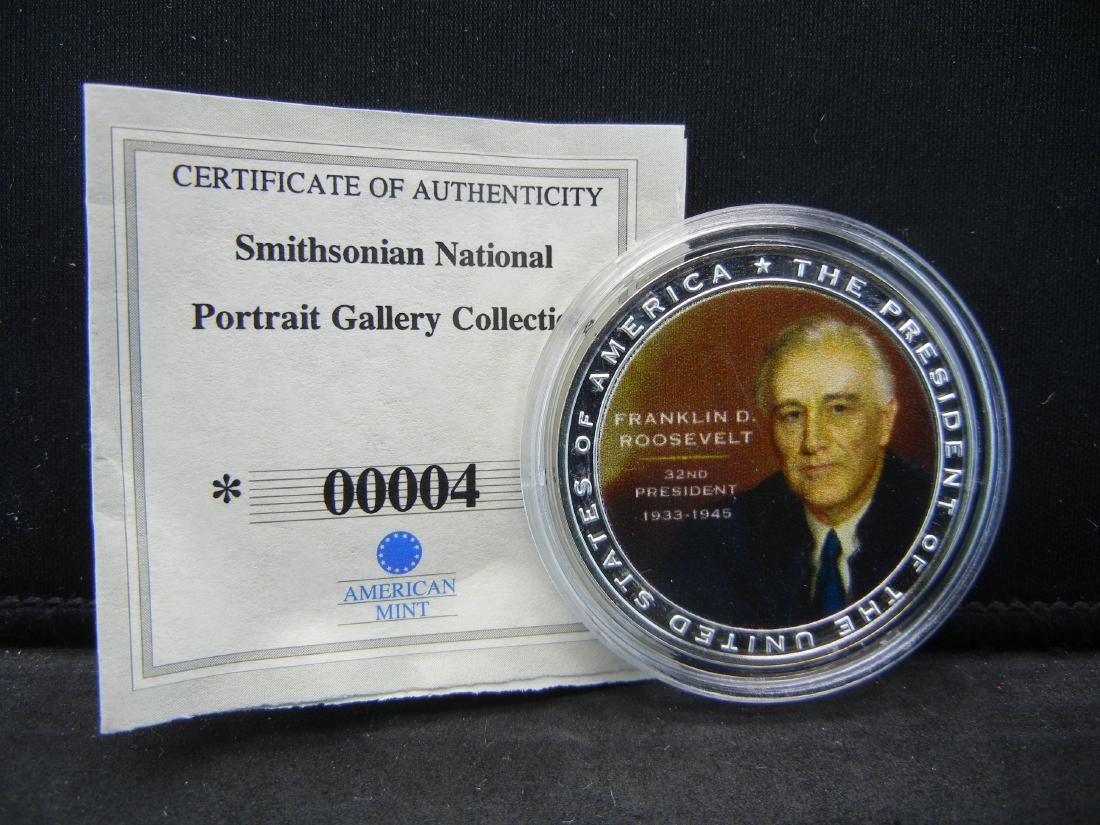 CERTIFICATE OF AUTHENTICITY
Smithsonian National
Portrait Gallery Collectio
* 00004
AMERICAN
MINT
★ THE PRESIDENT OF THE UNITED STATES OF AMERICA
FRANKLIN D.
ROOSEVELT
32ND
PRESIDENT
1933-1945